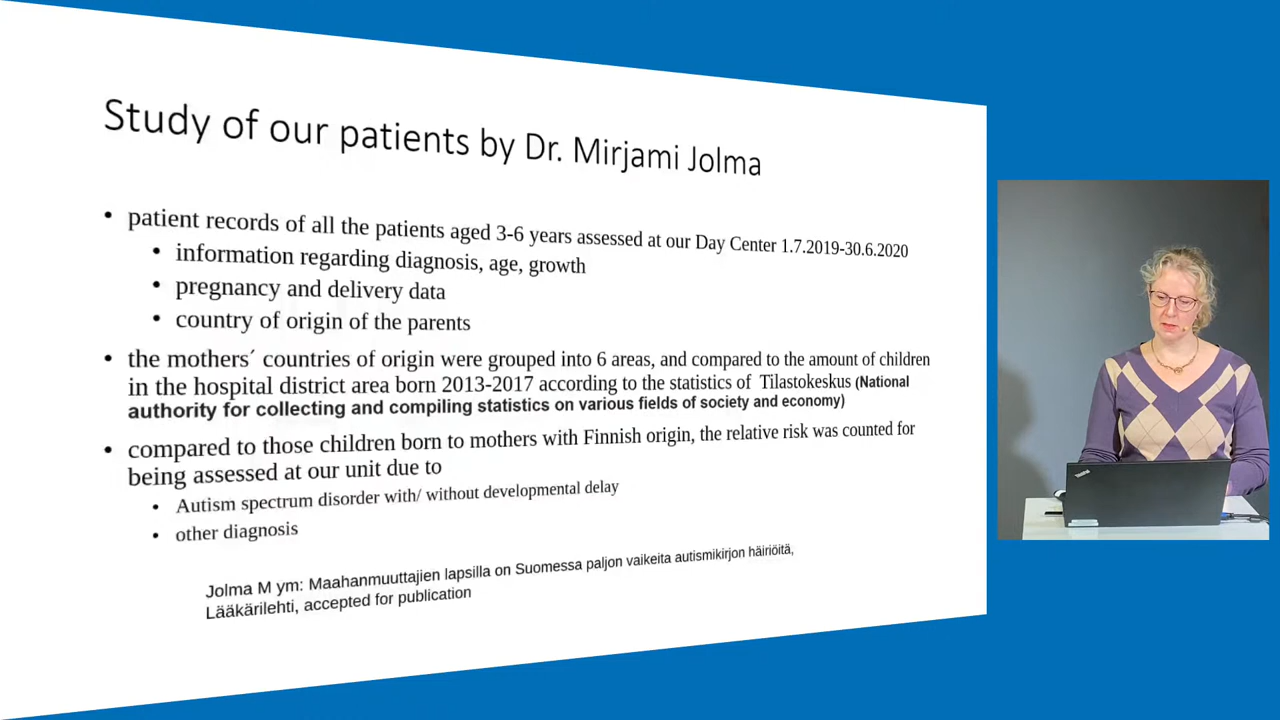 Study of our patients by Dr. Mirjami Jolma
• patient records of all the patients aged 3-6 years assessed at our Day Center 1.7.2019-30.6.2020
• information regarding diagnosis, age, growth
• pregnancy and delivery data
• country of origin of the parents
• the mothers´ countries of origin were grouped into 6 areas, and compared to the amount of children
in the hospital district area born 2013-2017 according to the statistics of Tilastokeskus (National
authority for collecting and compiling statistics on various fields of society and economy)
• compared to those children born to mothers with Finnish origin, the relative risk was counted for
being assessed at our unit due to
• Autism spectrum disorder with/ without developmental delay
• other diagnosis
Jolma M ym: Maahanmuuttajien lapsilla on Suomessa paljon vaikeita autismikirjon häiriöitä,
Lääkärilehti, accepted for publication